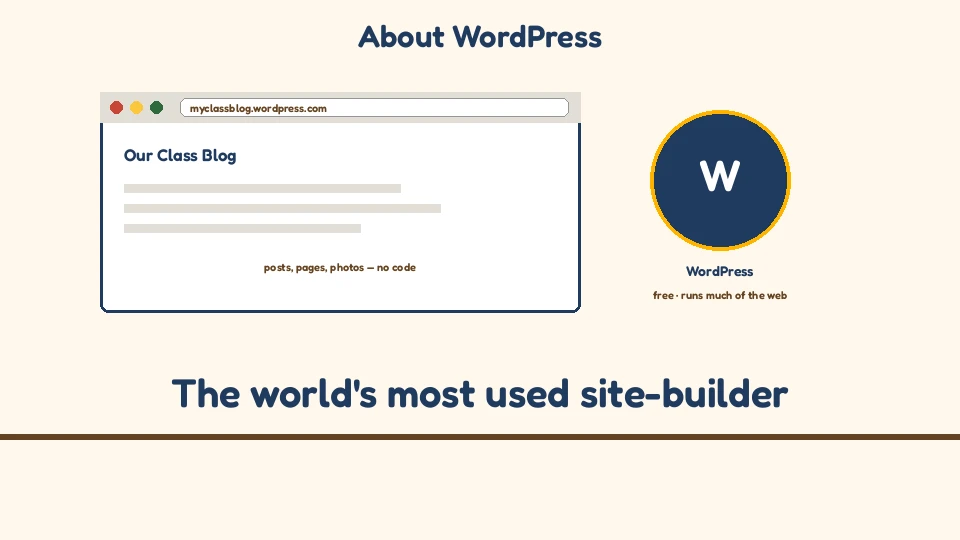 About WordPress
myclassblog.wordpress.com
Our Class Blog
posts, pages, photos — no code
W
WordPress
free · runs much of the web
The world's most used site-builder